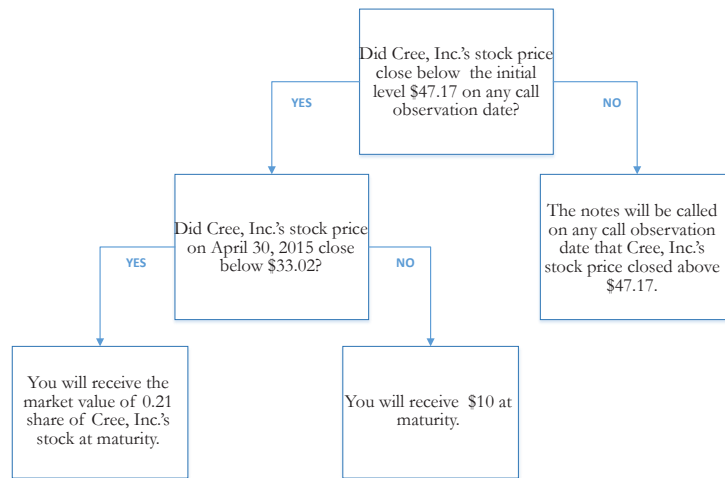 Did Cree, Inc.'s stock price
close below the initial
level $47.17 on any call
observation date?
YES
NO
Did Cree, Inc.'s stock price
on April 30, 2015 close
below $33.02?
The notes will be called
on any call observation
date that Cree, Inc.'s
stock price closed above
$47.17.
YES
NO
You will receive the
market value of 0.21
share of Cree, Inc.'s
stock at maturity.
You will receive $10 at
maturity.